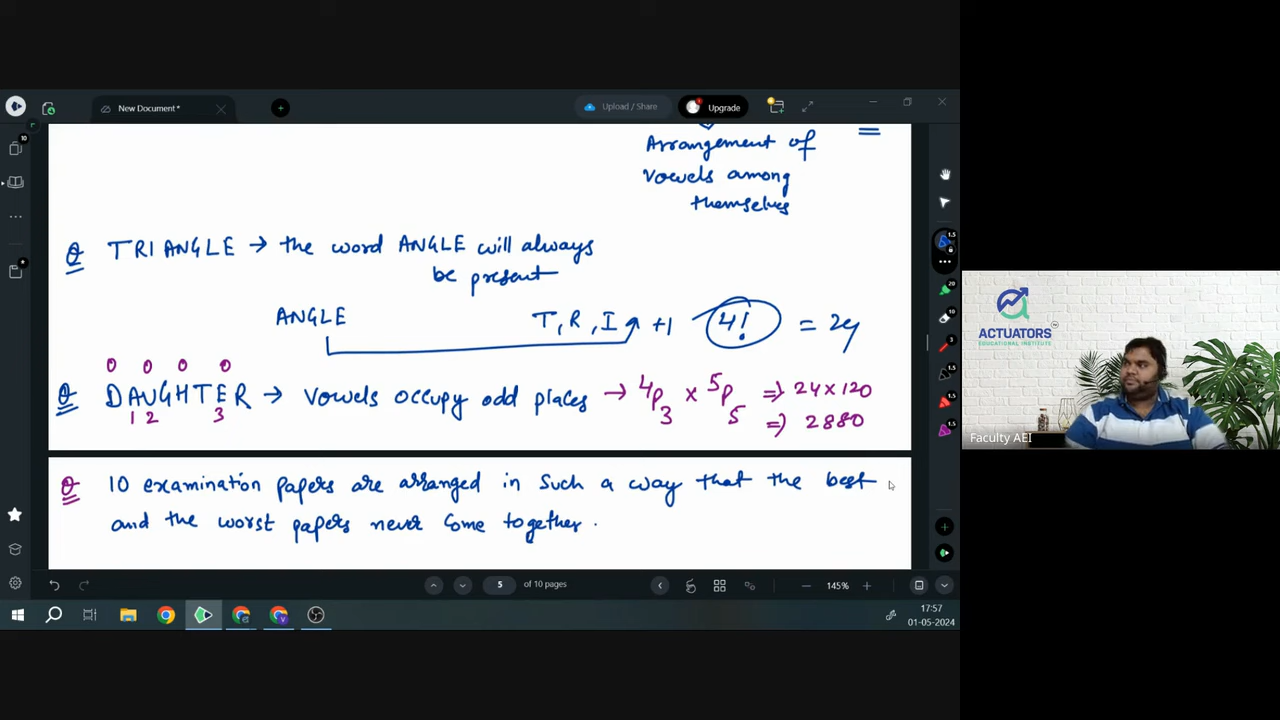 New Document*
Upload / Share
Upgrade
Arrangement of
vowels among
themselves
Q TRIANGLE → the word ANGLE will always
be present
ANGLE T, R, I +1 4! = 24
0 0 0 0
Q DAUGHTER → Vowels occupy odd places → 4P3 x 5P5 => 24 x 120
1 2 3 => 2880
Q 10 examination papers are arranged in such a way that the best
and the worst papers never come together.
ACTUATORS
EDUCATIONAL INSTITUTE
Faculty AEI
5 of 10 pages
145%
17:57
01-05-2024